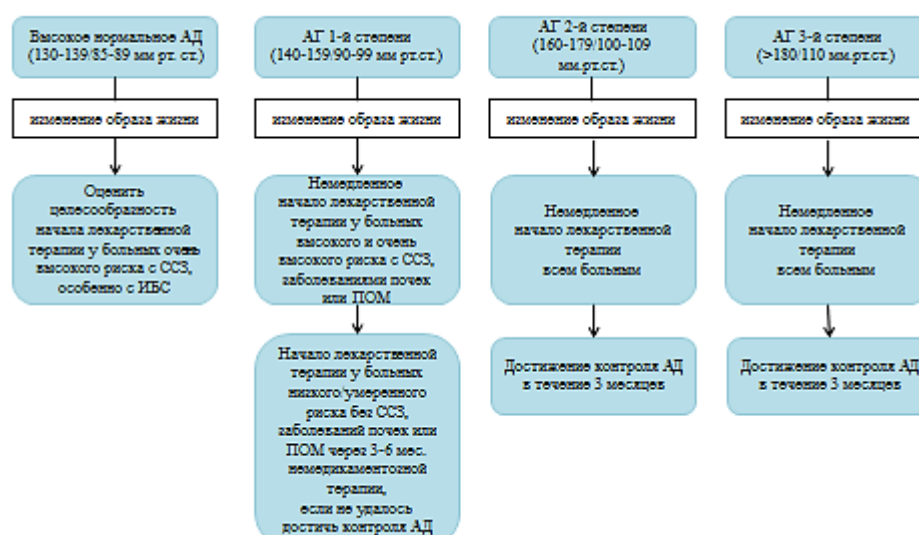 Высокое нормальное АД
(130-139/85-89 мм рт. ст.)
изменение образа жизни
Оценить
целесообразность
начала лекарственной
терапии у больных очень
высокого риска с ССЗ,
особенно с ИБС
АГ 1-й степени
(140-159/90-99 мм рт.ст.)
изменение образа жизни
Немедленное
начало лекарственной
терапии у больных
высокого и очень
высокого риска с ССЗ,
заболеваниями почек
или ПОМ
Начало лекарственной
терапии у больных
низкого/умеренного
риска без ССЗ,
заболеваний почек или
ПОМ через 3-6 мес.
немедикаментозной
терапии,
если не удалось
достичь контроля АД
АГ 2-й степени
(160-179/100-109
мм.рт.ст.)
изменение образа жизни
Немедленное
начало лекарственной
терапии
всем больным
Достижение контроля АД
в течение 3 месяцев
АГ 3-й степени
(>180/110 мм.рт.ст.)
изменение образа жизни
Немедленное
начало лекарственной
терапии
всем больным
Достижение контроля АД
в течение 3 месяцев